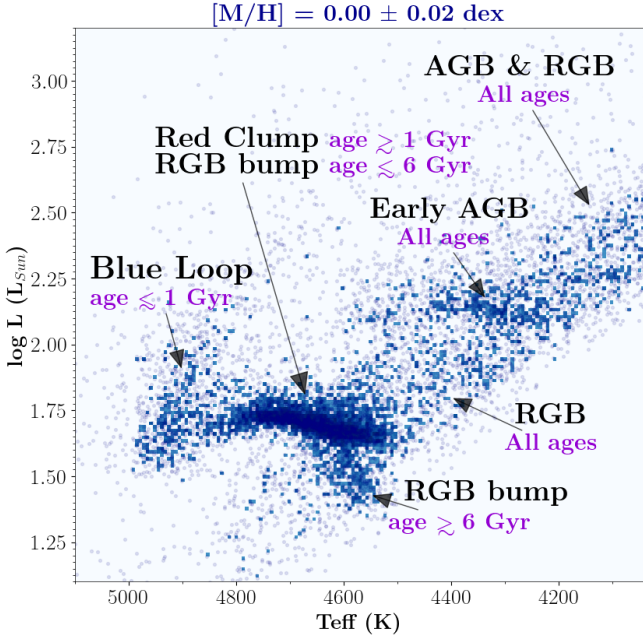 [M/H] = 0.00 ± 0.02 dex
AGB & RGB
All ages
Red Clump age ≳ 1 Gyr
RGB bump age ≲ 6 Gyr
Early AGB
All ages
Blue Loop
age ≲ 1 Gyr
RGB
All ages
RGB bump
age ≳ 6 Gyr
log L (L_Sun)
3.00
2.75
2.50
2.25
2.00
1.75
1.50
1.25
5000 4800 4600 4400 4200
Teff (K)